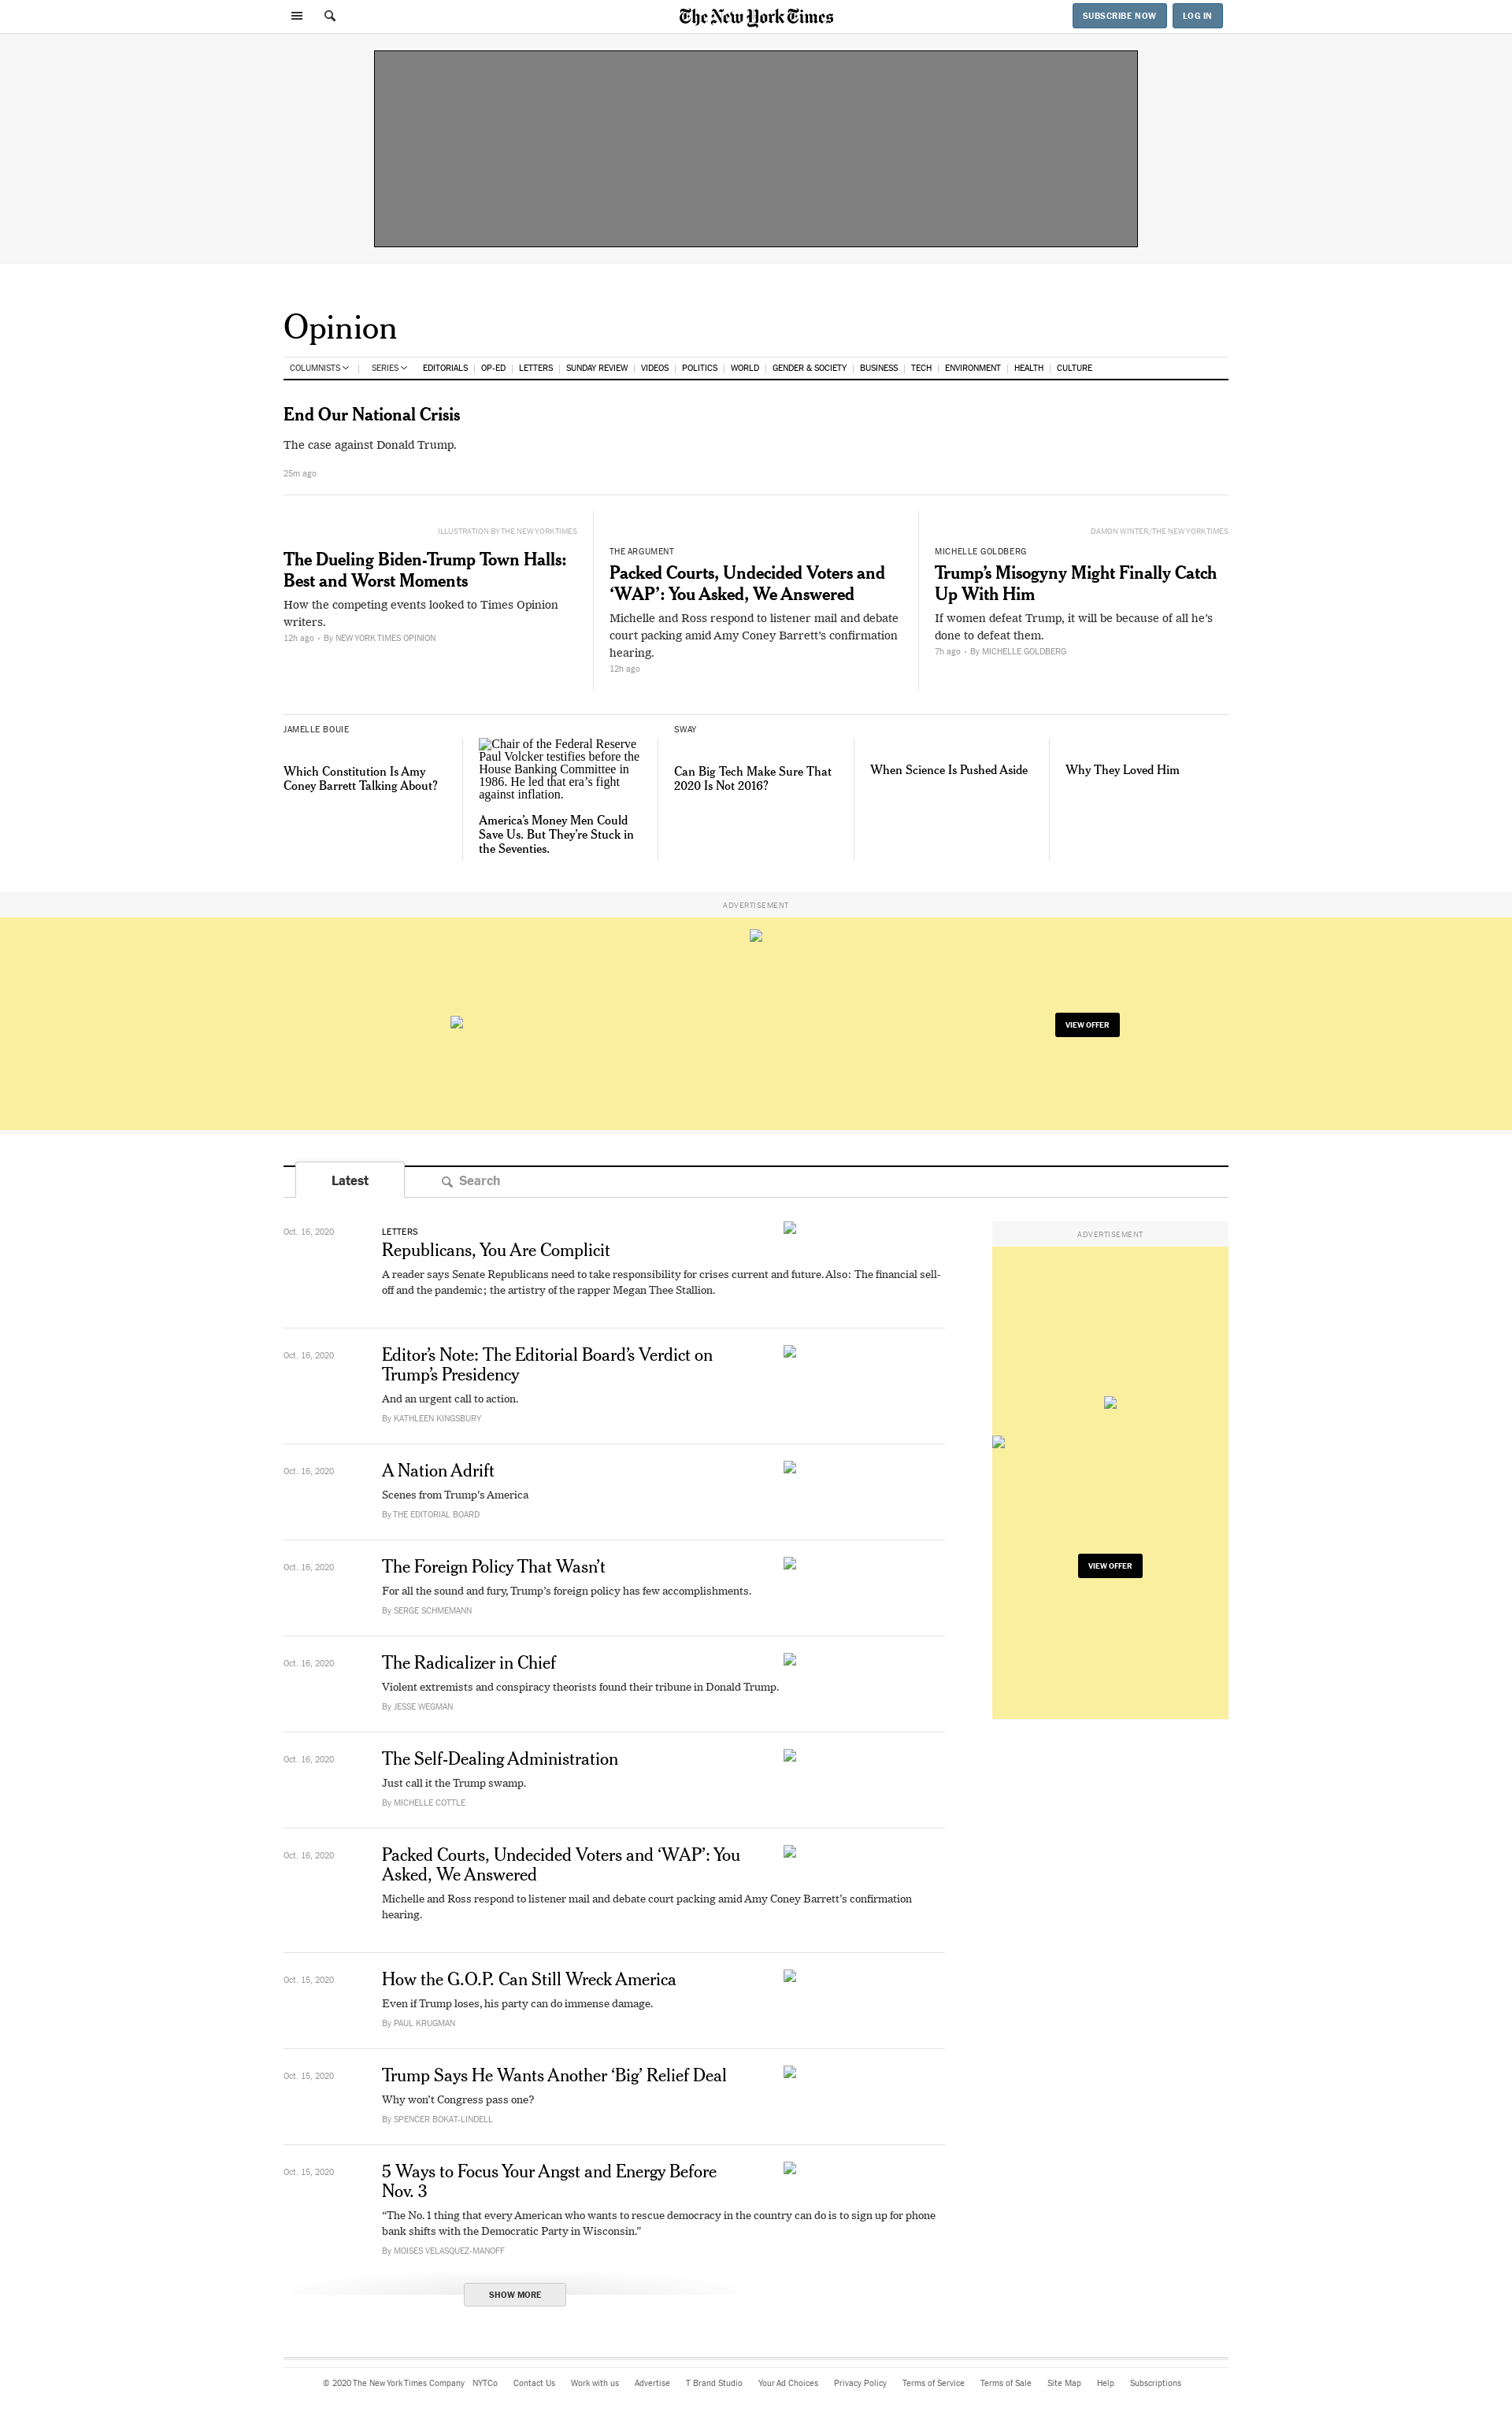 The New York Times
SUBSCRIBE NOW
LOG IN
Opinion
COLUMNISTS
SERIES
EDITORIALS
OP-ED
LETTERS
SUNDAY REVIEW
VIDEOS
POLITICS
WORLD
GENDER & SOCIETY
BUSINESS
TECH
ENVIRONMENT
HEALTH
CULTURE
End Our National Crisis
The case against Donald Trump.
25m ago
ILLUSTRATION BY THE NEW YORK TIMES
The Dueling Biden-Trump Town Halls:
Best and Worst Moments
How the competing events looked to Times Opinion
writers.
12h ago • By NEW YORK TIMES OPINION
THE ARGUMENT
Packed Courts, Undecided Voters and
‘WAP’: You Asked, We Answered
Michelle and Ross respond to listener mail and debate
court packing amid Amy Coney Barrett’s confirmation
hearing.
12h ago
DAMON WINTER/THE NEW YORK TIMES
MICHELLE GOLDBERG
Trump’s Misogyny Might Finally Catch
Up With Him
If women defeat Trump, it will be because of all he’s
done to defeat them.
7h ago • By MICHELLE GOLDBERG
JAMELLE BOUIE
Which Constitution Is Amy
Coney Barrett Talking About?
Chair of the Federal Reserve
Paul Volcker testifies before the
House Banking Committee in
1986. He led that era’s fight
against inflation.
America’s Money Men Could
Save Us. But They’re Stuck in
the Seventies.
SWAY
Can Big Tech Make Sure That
2020 Is Not 2016?
When Science Is Pushed Aside
Why They Loved Him
ADVERTISEMENT
VIEW OFFER
Latest
Search
Oct. 16, 2020
LETTERS
Republicans, You Are Complicit
A reader says Senate Republicans need to take responsibility for crises current and future. Also: The financial sell-
off and the pandemic; the artistry of the rapper Megan Thee Stallion.
ADVERTISEMENT
VIEW OFFER
Oct. 16, 2020
Editor’s Note: The Editorial Board’s Verdict on
Trump’s Presidency
And an urgent call to action.
By KATHLEEN KINGSBURY
Oct. 16, 2020
A Nation Adrift
Scenes from Trump’s America
By THE EDITORIAL BOARD
Oct. 16, 2020
The Foreign Policy That Wasn’t
For all the sound and fury, Trump’s foreign policy has few accomplishments.
By SERGE SCHMEMANN
Oct. 16, 2020
The Radicalizer in Chief
Violent extremists and conspiracy theorists found their tribune in Donald Trump.
By JESSE WEGMAN
Oct. 16, 2020
The Self-Dealing Administration
Just call it the Trump swamp.
By MICHELLE COTTLE
Oct. 16, 2020
Packed Courts, Undecided Voters and ‘WAP’: You
Asked, We Answered
Michelle and Ross respond to listener mail and debate court packing amid Amy Coney Barrett’s confirmation
hearing.
Oct. 15, 2020
How the G.O.P. Can Still Wreck America
Even if Trump loses, his party can do immense damage.
By PAUL KRUGMAN
Oct. 15, 2020
Trump Says He Wants Another ‘Big’ Relief Deal
Why won’t Congress pass one?
By SPENCER BOKAT-LINDELL
Oct. 15, 2020
5 Ways to Focus Your Angst and Energy Before
Nov. 3
“The No. 1 thing that every American who wants to rescue democracy in the country can do is to sign up for phone
bank shifts with the Democratic Party in Wisconsin.”
By MOISES VELASQUEZ-MANOFF
SHOW MORE
© 2020 The New York Times Company
NYTCo
Contact Us
Work with us
Advertise
T Brand Studio
Your Ad Choices
Privacy Policy
Terms of Service
Terms of Sale
Site Map
Help
Subscriptions